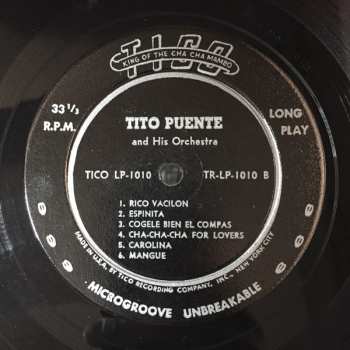 TICO
KING OF THE CHA CHA MAMBO
33 1/3
R.P.M.
LONG
PLAY
TITO PUENTE
and His Orchestra
TICO LP-1010
TR-LP-1010 B
1. RICO VACILON
2. ESPINITA
3. COGELE BIEN EL COMPAS
4. CHA-CHA-CHA FOR LOVERS
5. CAROLINA
6. MANGUE
MADE IN U.S.A. BY TICO RECORDING COMPANY, INC.—NEW YORK CITY
MICROGROOVE UNBREAKABLE